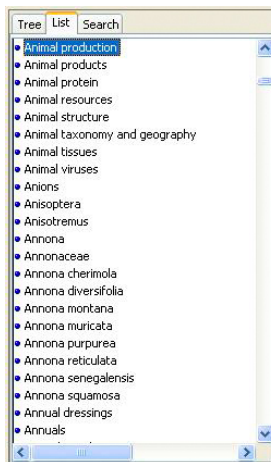 Tree List Search
Animal production
Animal products
Animal protein
Animal resources
Animal structure
Animal taxonomy and geography
Animal tissues
Animal viruses
Anions
Anisoptera
Anisotremus
Annona
Annonaceae
Annona cherimola
Annona diversifolia
Annona montana
Annona muricata
Annona purpurea
Annona reticulata
Annona senegalensis
Annona squamosa
Annual dressings
Annuals